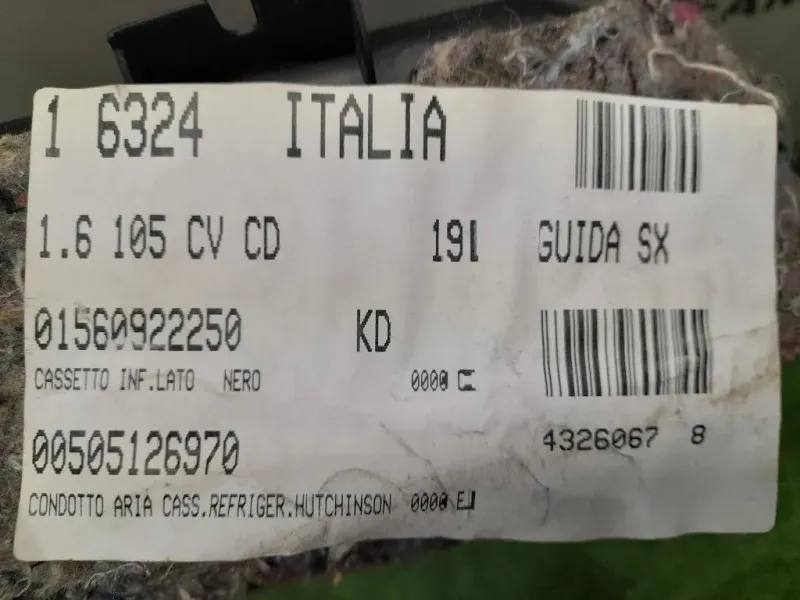 1 6324 ITALIA
1.6 105 CV CD 191 GUIDA SX
01560922250 KD
CASSETTO INF.LATO NERO 0000
00505126970
4326067 8
CONDOTTO ARIA CASS.REFRIGER.HUTCHINSON 0000